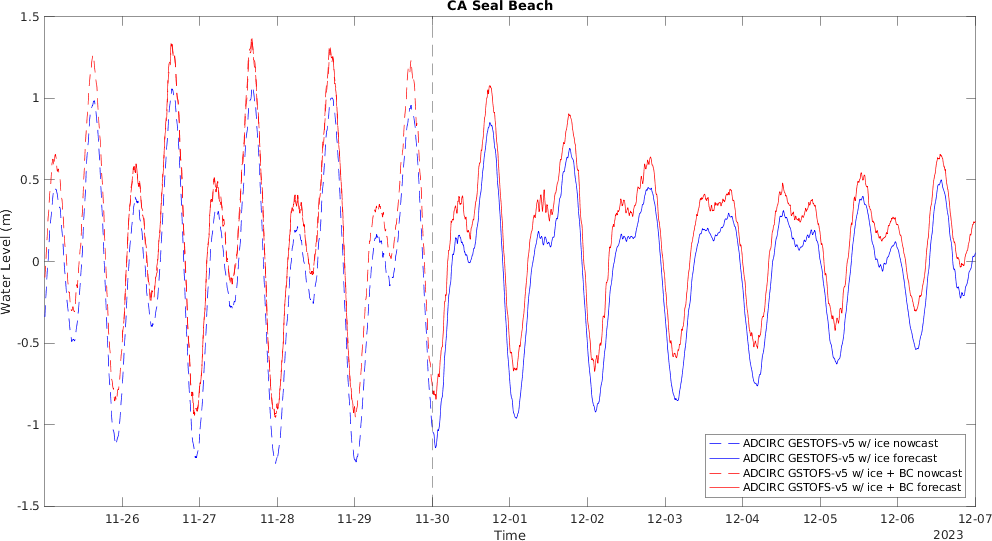 CA Seal Beach
1.5
1
0.5
0
-0.5
-1
-1.5
Water Level (m)
11-26 11-27 11-28 11-29 11-30 12-01 12-02 12-03 12-04 12-05 12-06 12-07
Time
2023
ADCIRC GESTOFS-v5 w/ ice nowcast
ADCIRC GESTOFS-v5 w/ ice forecast
ADCIRC GSTOFS-v5 w/ ice + BC nowcast
ADCIRC GSTOFS-v5 w/ ice + BC forecast